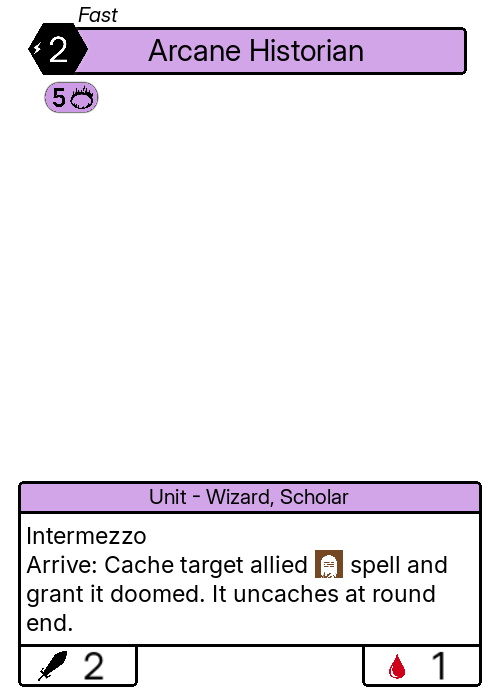 Fast
2 Arcane Historian
5
Unit - Wizard, Scholar
Intermezzo
Arrive: Cache target allied spell and
grant it doomed. It uncaches at round
end.
2 1